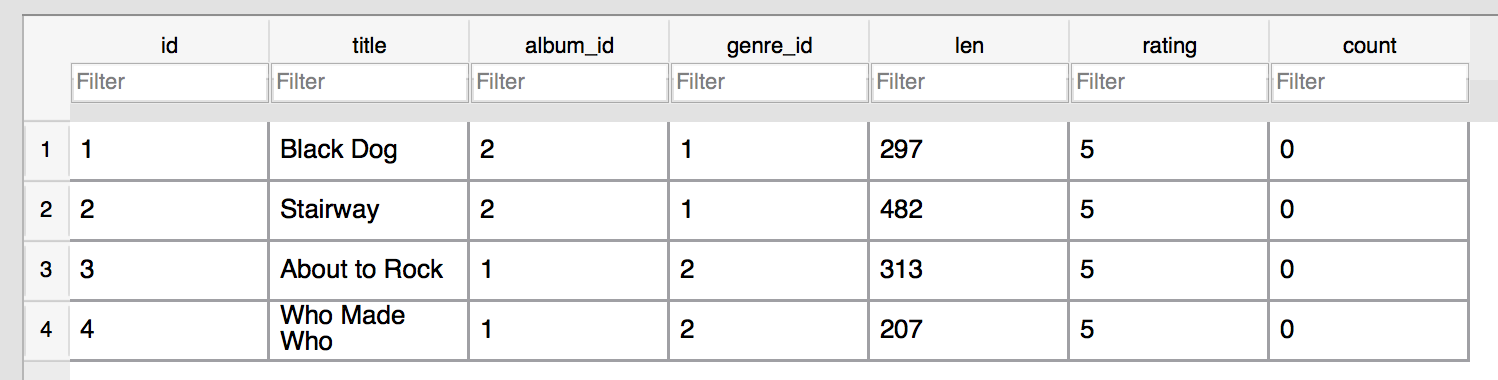 id title album_id genre_id len rating count
Filter Filter Filter Filter Filter Filter Filter
1 1 Black Dog 2 1 297 5 0
2 2 Stairway 2 1 482 5 0
3 3 About to Rock 1 2 313 5 0
4 4 Who Made Who 1 2 207 5 0